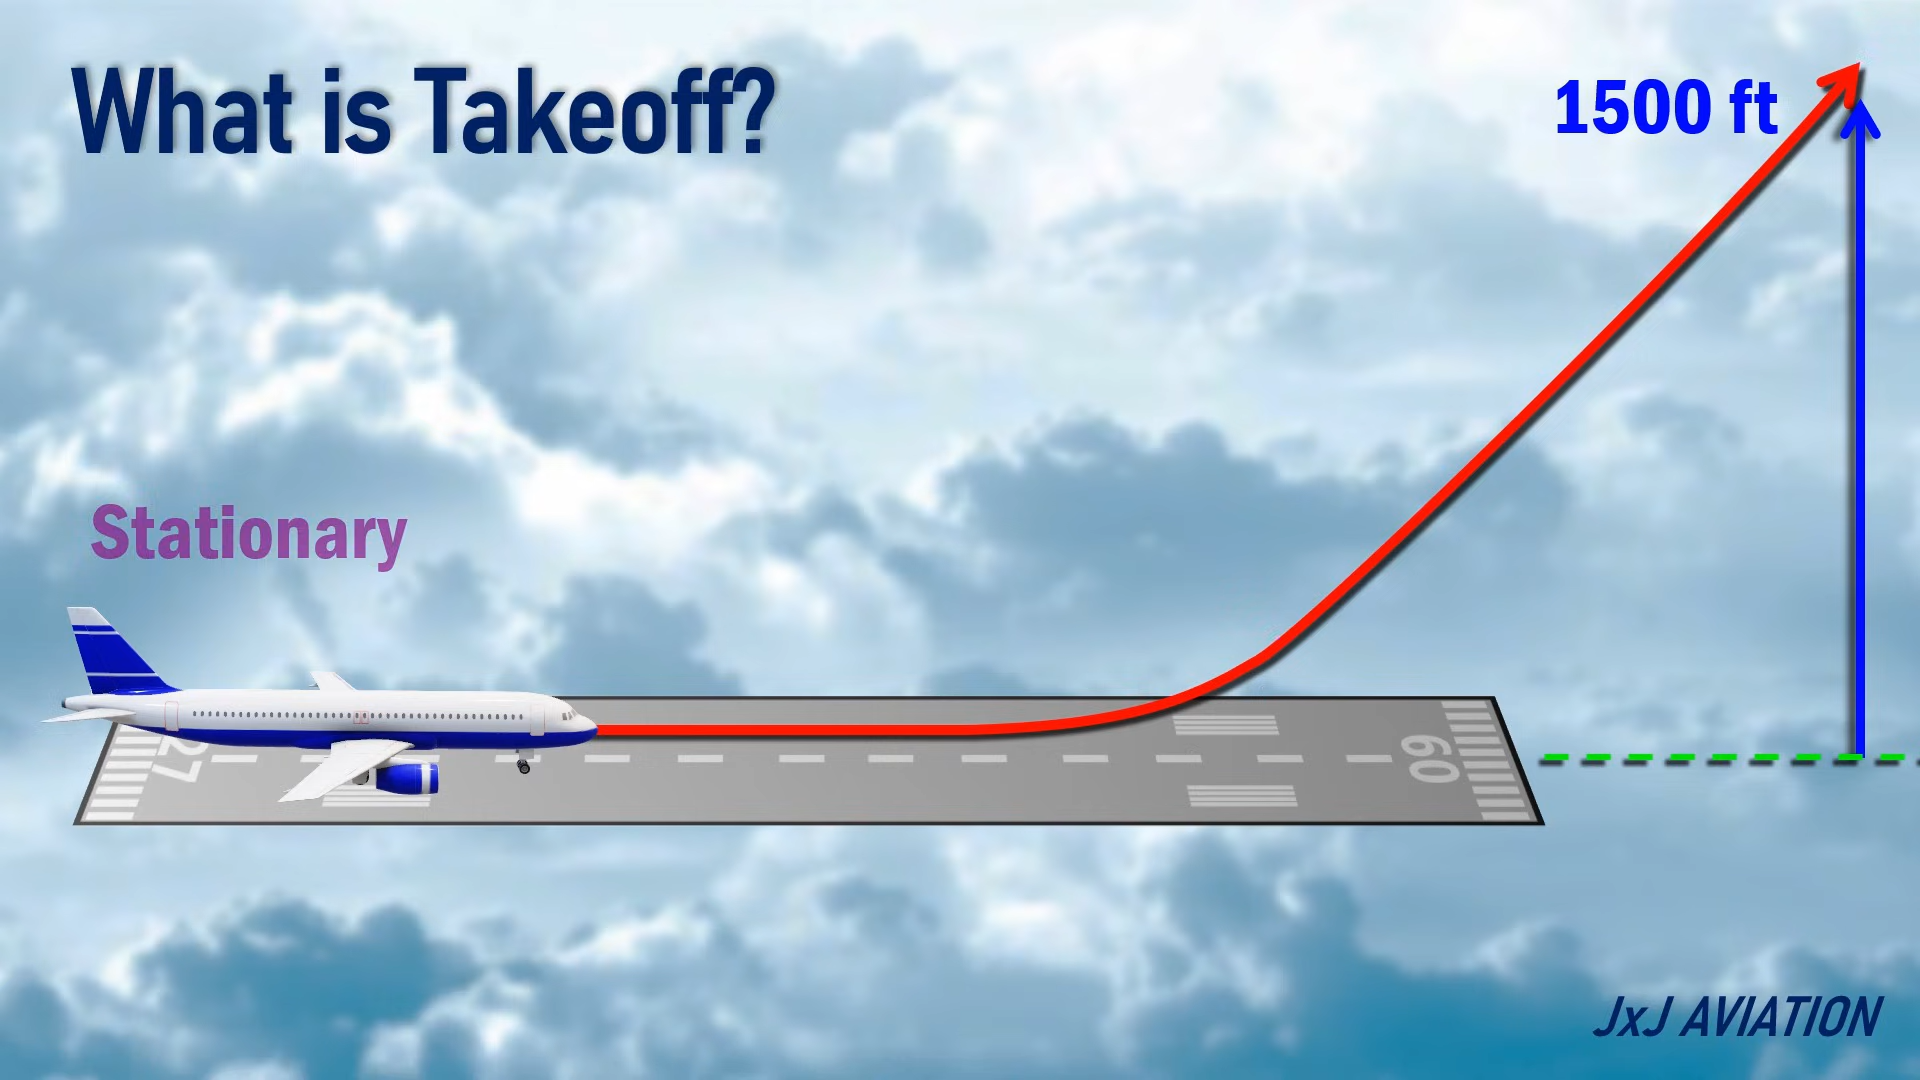 What is Takeoff?
1500 ft
Stationary
27
09
JxJ AVIATION